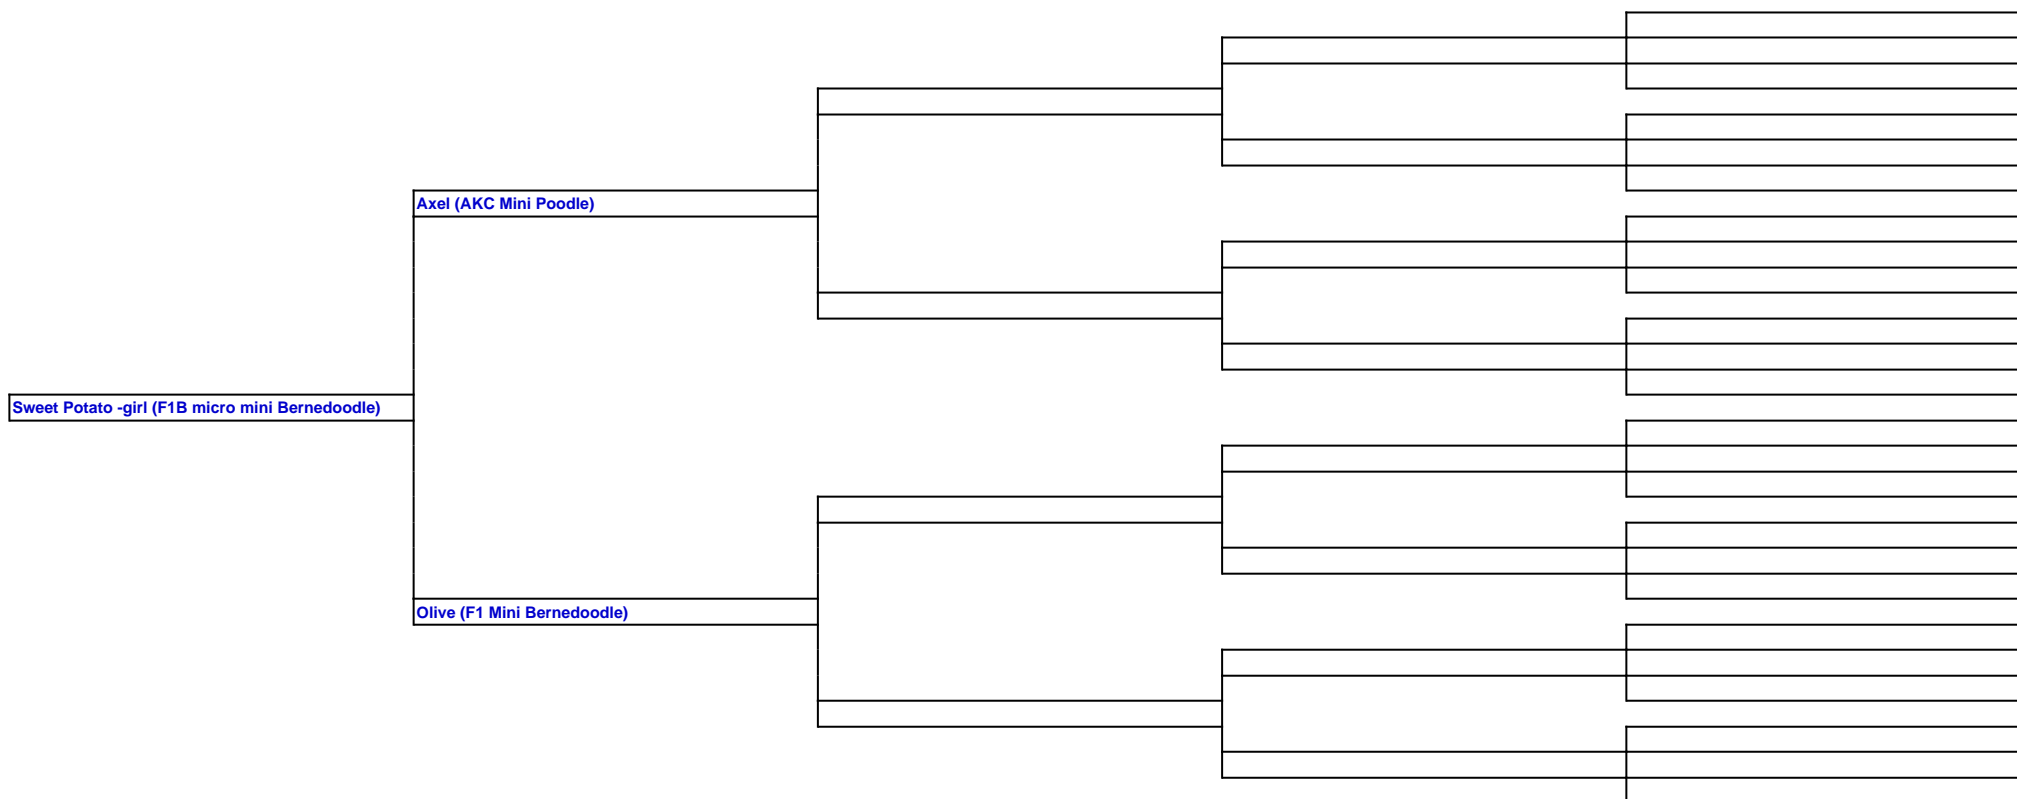 Axel (AKC Mini Poodle)
Sweet Potato -girl (F1B micro mini Bernedoodle)
Olive (F1 Mini Bernedoodle)